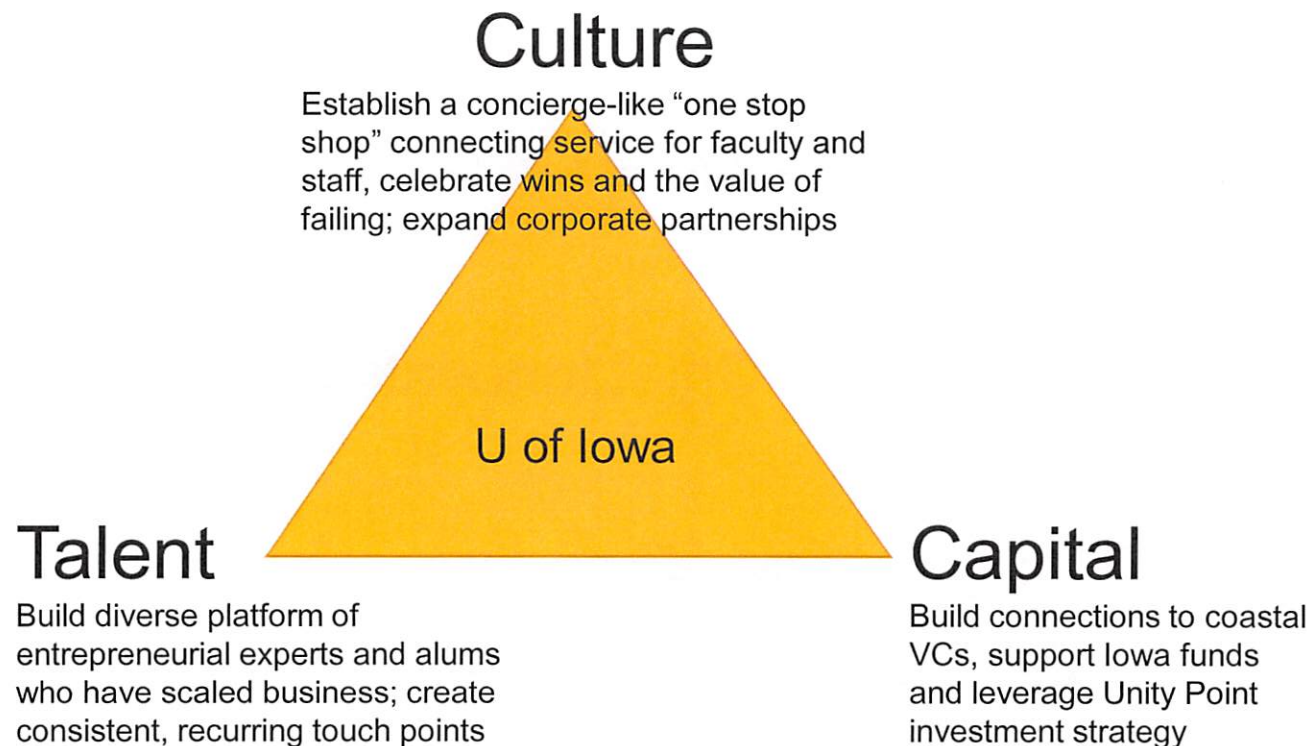 Culture
Establish a concierge-like “one stop
shop” connecting service for faculty and
staff, celebrate wins and the value of
failing; expand corporate partnerships
U of Iowa
Talent
Build diverse platform of
entrepreneurial experts and alums
who have scaled business; create
consistent, recurring touch points
Capital
Build connections to coastal
VCs, support Iowa funds
and leverage Unity Point
investment strategy